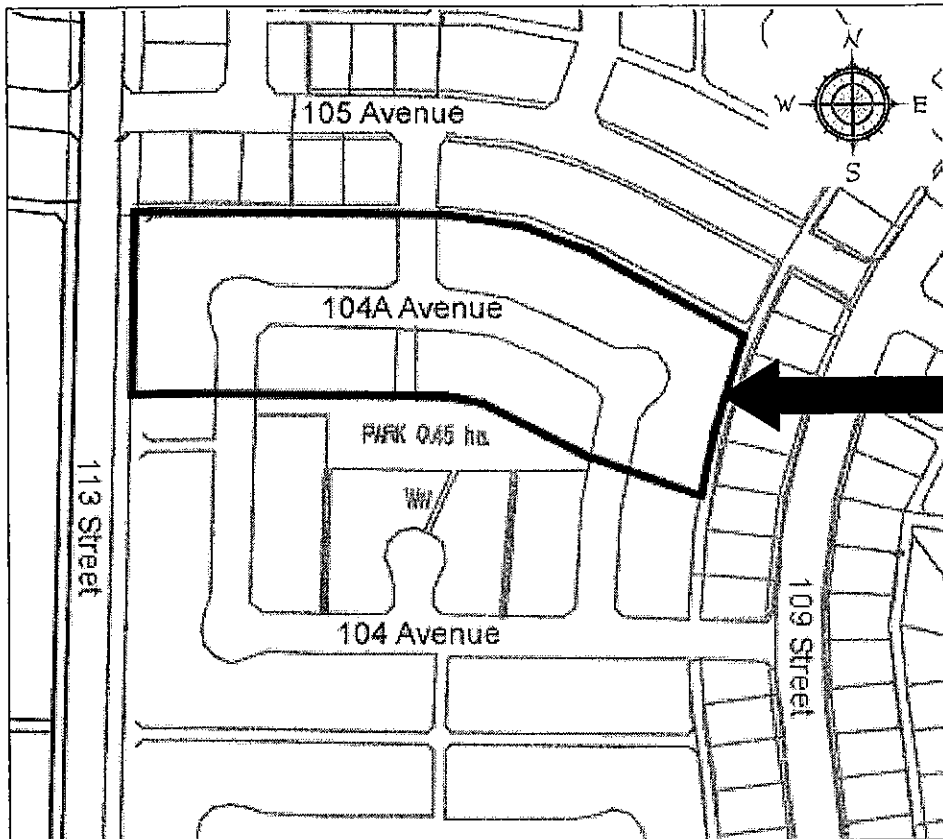 N
W
E
S
105 Avenue
104A Avenue
PARK 0.45 ha.
WW
113 Street
104 Avenue
109 Street